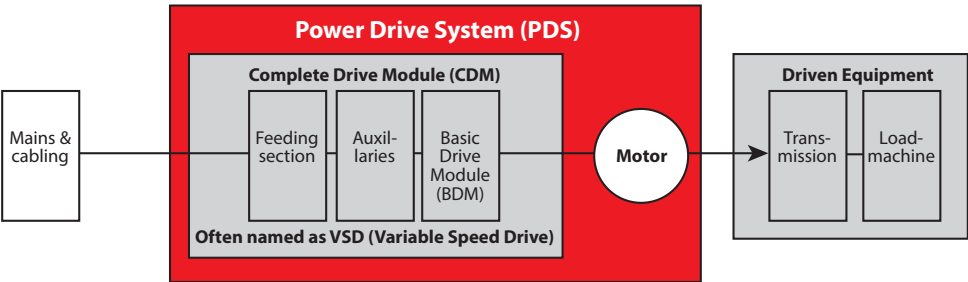 Power Drive System (PDS)
Complete Drive Module (CDM)
Driven Equipment
Mains &
cabling
Feeding
section
Auxil-
laries
Basic
Drive
Module
(BDM)
Motor
Trans-
mission
Load-
machine
Often named as VSD (Variable Speed Drive)